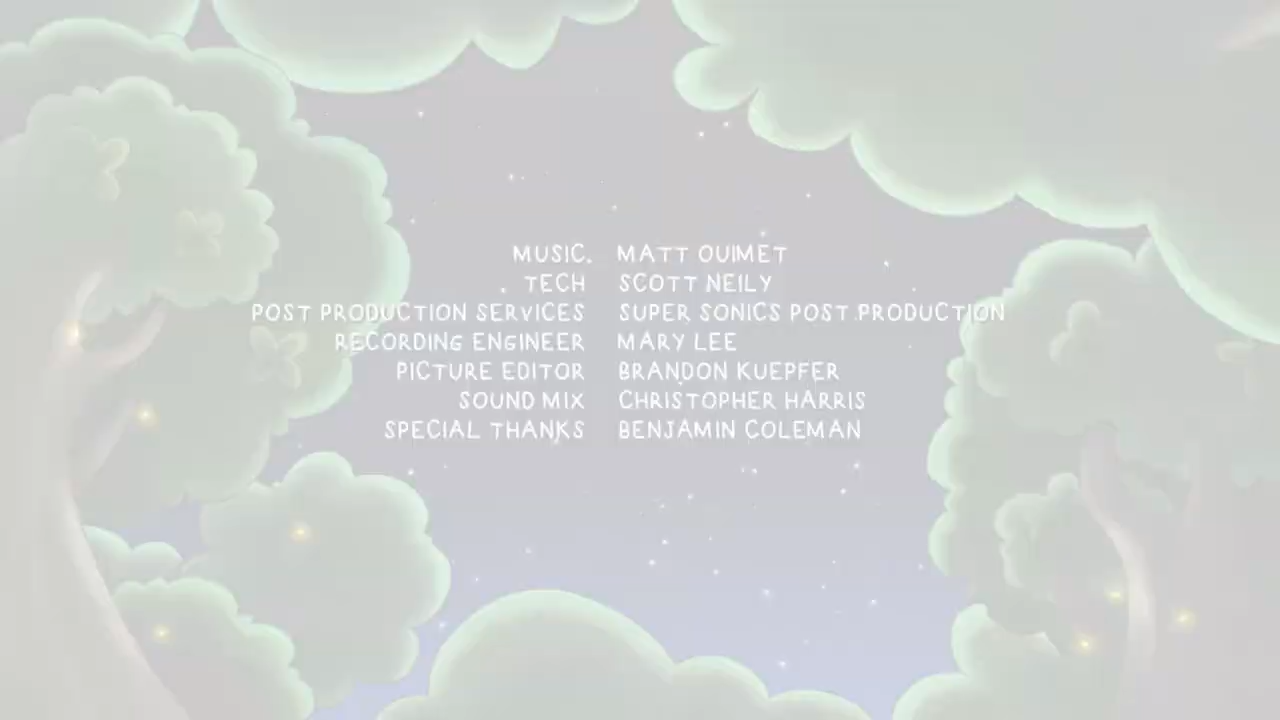 MUSIC MATT OUIMET
TECH SCOTT NEILY
POST PRODUCTION SERVICES SUPER SONICS POST PRODUCTION
RECORDING ENGINEER MARY LEE
PICTURE EDITOR BRANDON KUEPFER
SOUND MIX CHRISTOPHER HARRIS
SPECIAL THANKS BENJAMIN COLEMAN